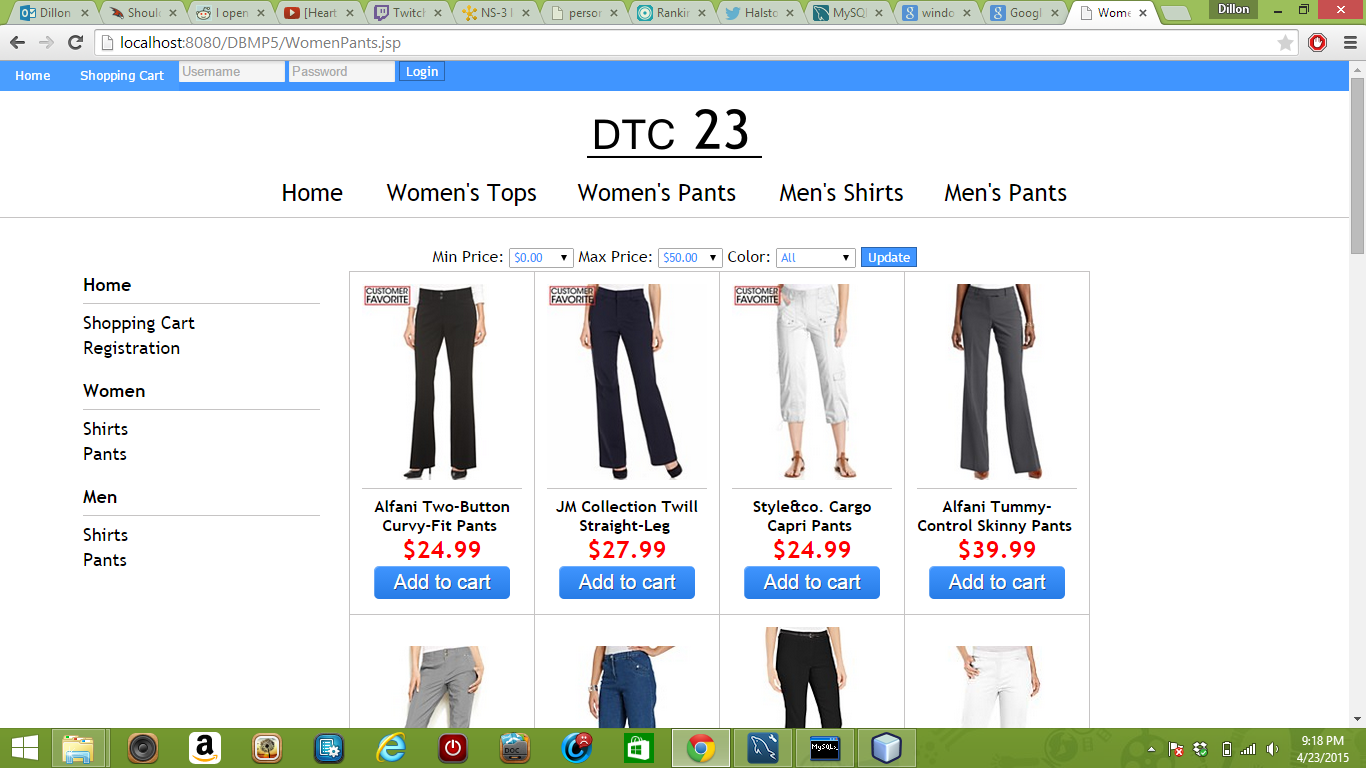 Dillon
Dillon
Shoul
I open
[Heart
Twitch
NS-3 I
person
Rankin
Halsto
MySQL
windo
Googl
Wome
localhost:8080/DBMP5/WomenPants.jsp
Home Shopping Cart Username Password Login
DTC 23
Home Women's Tops Women's Pants Men's Shirts Men's Pants
Min Price: $0.00 Max Price: $50.00 Color: All Update
Home
Shopping Cart
Registration
Women
Shirts
Pants
Men
Shirts
Pants
CUSTOMER
FAVORITE
Alfani Two-Button
Curvy-Fit Pants
$24.99
Add to cart
CUSTOMER
FAVORITE
JM Collection Twill
Straight-Leg
$27.99
Add to cart
CUSTOMER
FAVORITE
Style&co. Cargo
Capri Pants
$24.99
Add to cart
Alfani Tummy-
Control Skinny Pants
$39.99
Add to cart
DOC
9:18 PM
4/23/2015